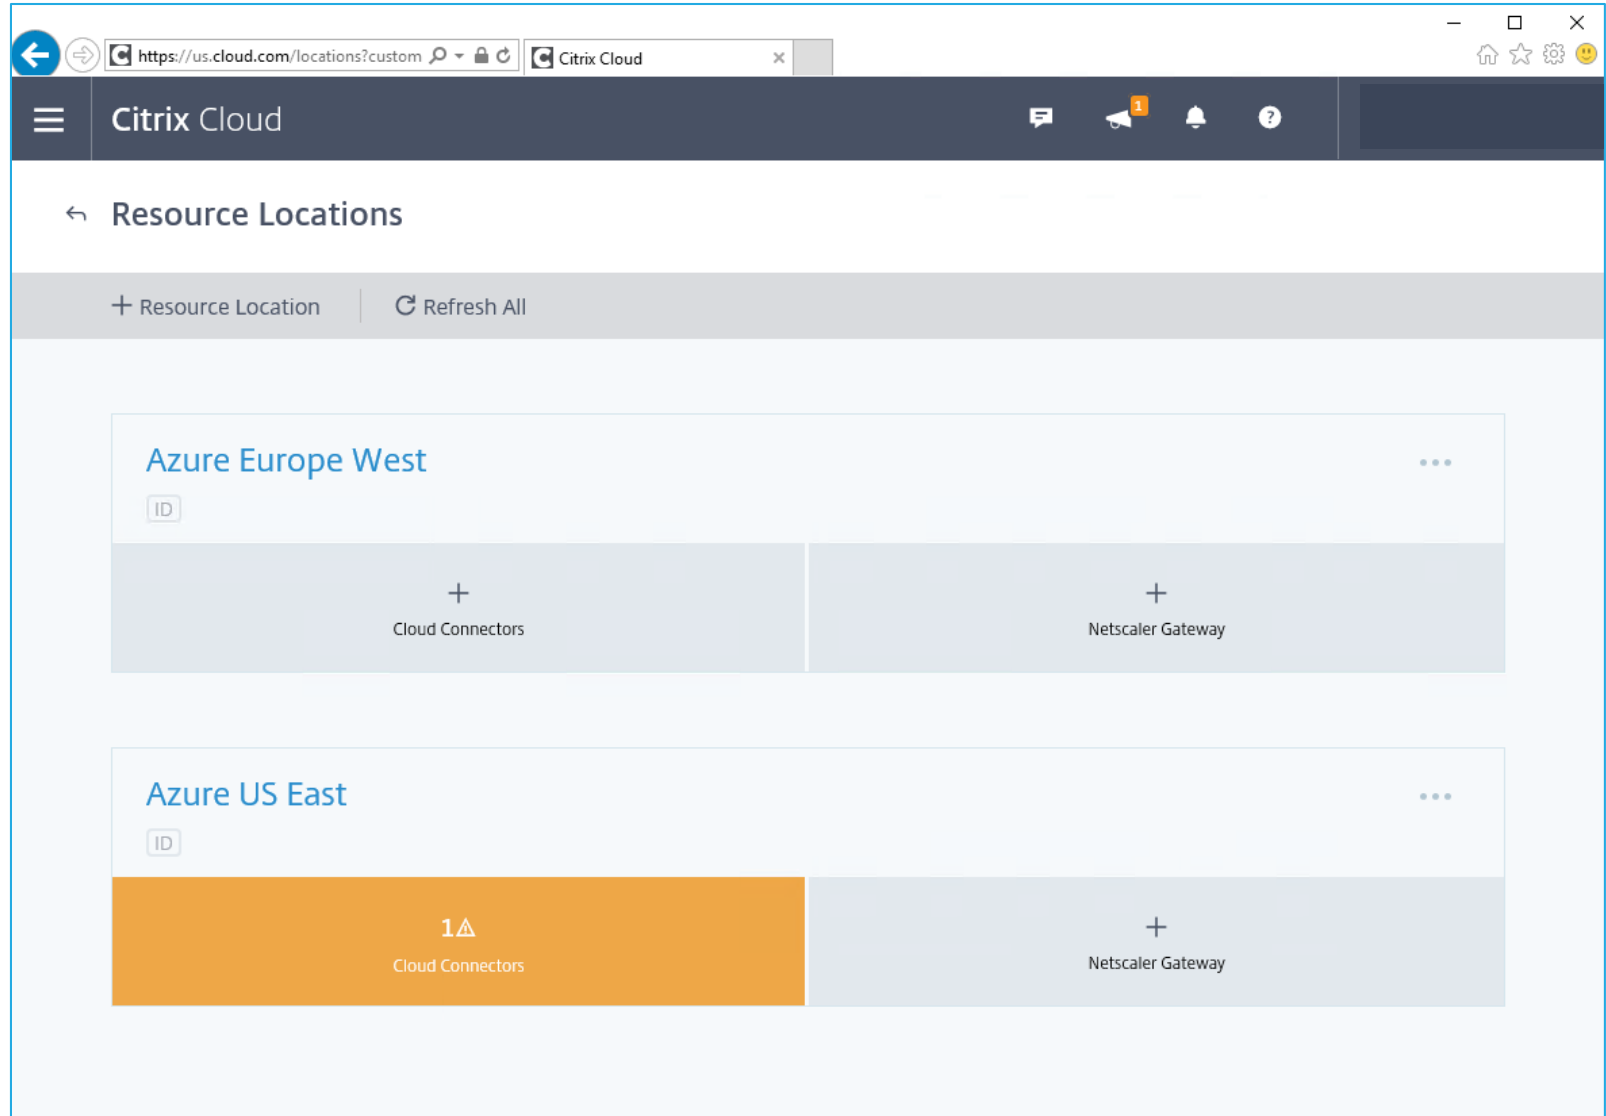 https://us.cloud.com/locations?custom
Citrix Cloud
Citrix Cloud
1
Resource Locations
Resource Location
Refresh All
Azure Europe West
ID
Cloud Connectors
Netscaler Gateway
Azure US East
ID
1
Cloud Connectors
Netscaler Gateway